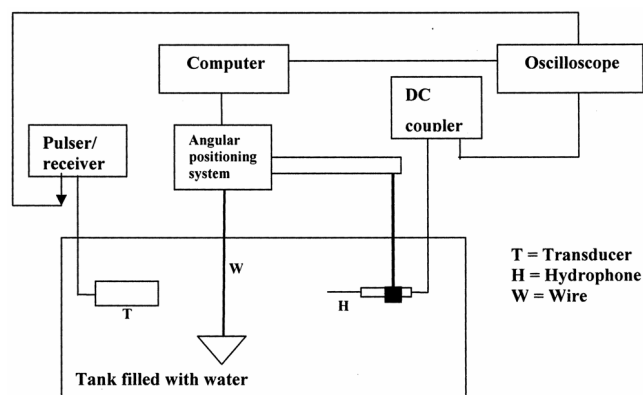 Computer
Oscilloscope
DC
coupler
Pulser/
receiver
Angular
positioning
system
W
T
H
T = Transducer
H = Hydrophone
W = Wire
Tank filled with water